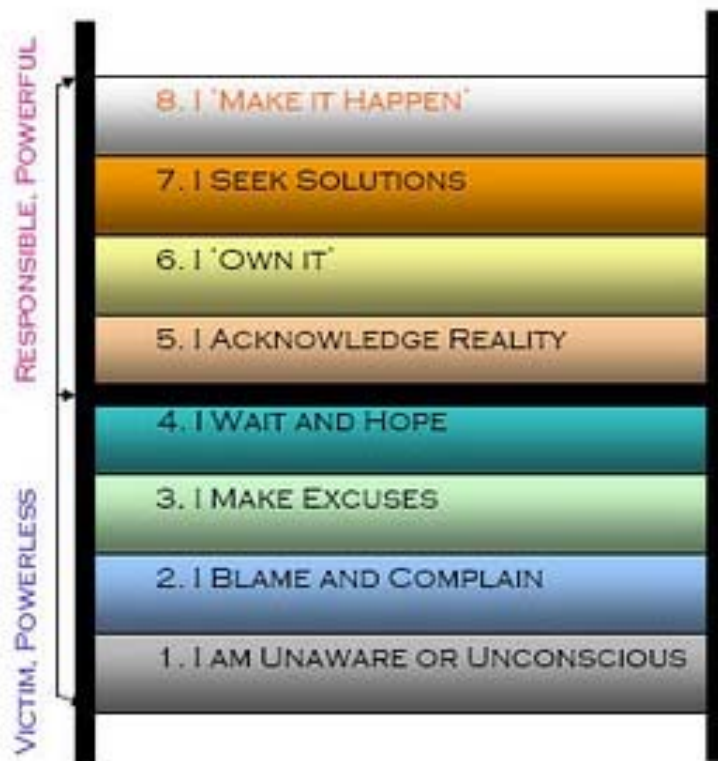 RESPONSIBLE, POWERFUL
8. I 'MAKE IT HAPPEN'
7. I SEEK SOLUTIONS
6. I 'OWN IT'
5. I ACKNOWLEDGE REALITY
VICTIM, POWERLESS
4. I WAIT AND HOPE
3. I MAKE EXCUSES
2. I BLAME AND COMPLAIN
1. I AM UNAWARE OR UNCONSCIOUS